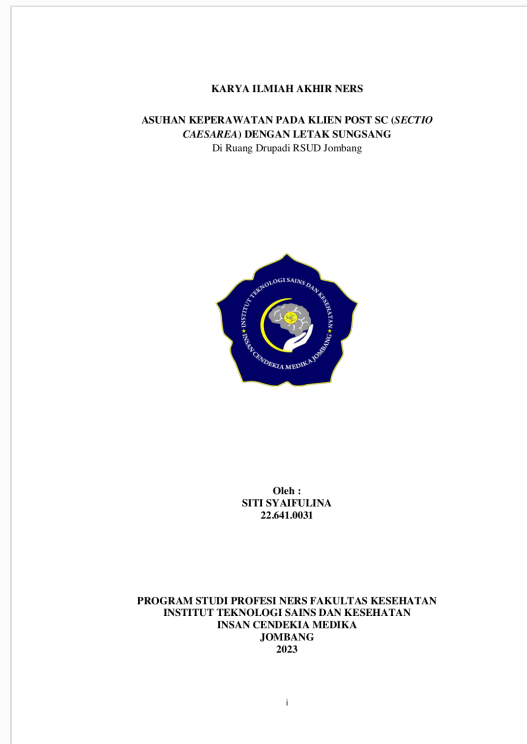 KARYA ILMIAH AKHIR NERS
ASUHAN KEPERAWATAN PADA KLIEN POST SC (SECTIO
CAESAREA) DENGAN LETAK SUNGSANG
Di Ruang Drupadi RSUD Jombang
INSTITUT TEKNOLOGI SAINS DAN KESEHATAN
INSAN CENDEKIA MEDIKA JOMBANG
Oleh :
SITI SYAIFULINA
22.641.0031
PROGRAM STUDI PROFESI NERS FAKULTAS KESEHATAN
INSTITUT TEKNOLOGI SAINS DAN KESEHATAN
INSAN CENDEKIA MEDIKA
JOMBANG
2023
i